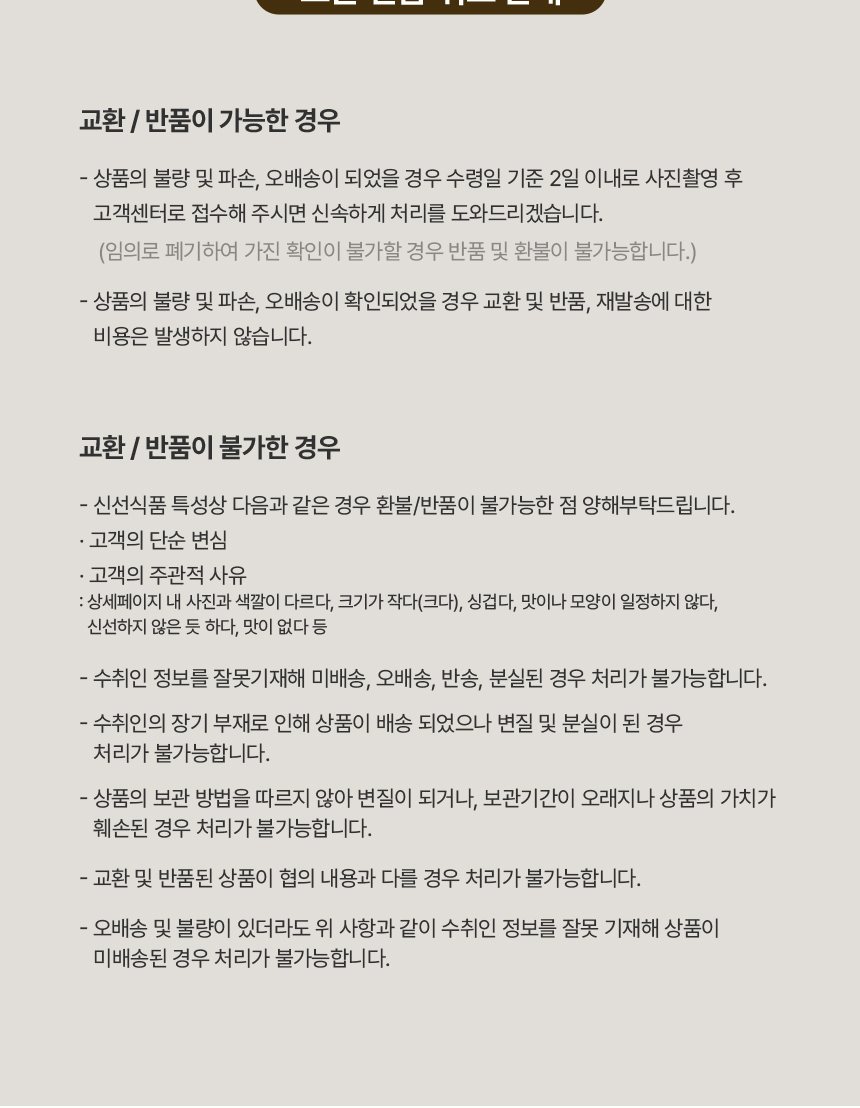 교환 / 반품이 가능한 경우
- 상품의 불량 및 파손, 오배송이 되었을 경우 수령일 기준 2일 이내로 사진촬영 후
고객센터로 접수해 주시면 신속하게 처리를 도와드리겠습니다.
(임의로 폐기하여 가진 확인이 불가할 경우 반품 및 환불이 불가능합니다.)
- 상품의 불량 및 파손, 오배송이 확인되었을 경우 교환 및 반품, 재발송에 대한
비용은 발생하지 않습니다.
교환 / 반품이 불가한 경우
- 신선식품 특성상 다음과 같은 경우 환불/반품이 불가능한 점 양해부탁드립니다.
· 고객의 단순 변심
· 고객의 주관적 사유
: 상세페이지 내 사진과 색깔이 다르다, 크기가 작다(크다), 싱겁다, 맛이나 모양이 일정하지 않다,
신선하지 않은 듯 하다, 맛이 없다 등
- 수취인 정보를 잘못기재해 미배송, 오배송, 반송, 분실된 경우 처리가 불가능합니다.
- 수취인의 장기 부재로 인해 상품이 배송 되었으나 변질 및 분실이 된 경우
처리가 불가능합니다.
- 상품의 보관 방법을 따르지 않아 변질이 되거나, 보관기간이 오래지나 상품의 가치가
훼손된 경우 처리가 불가능합니다.
- 교환 및 반품된 상품이 협의 내용과 다를 경우 처리가 불가능합니다.
- 오배송 및 불량이 있더라도 위 사항과 같이 수취인 정보를 잘못 기재해 상품이
미배송된 경우 처리가 불가능합니다.